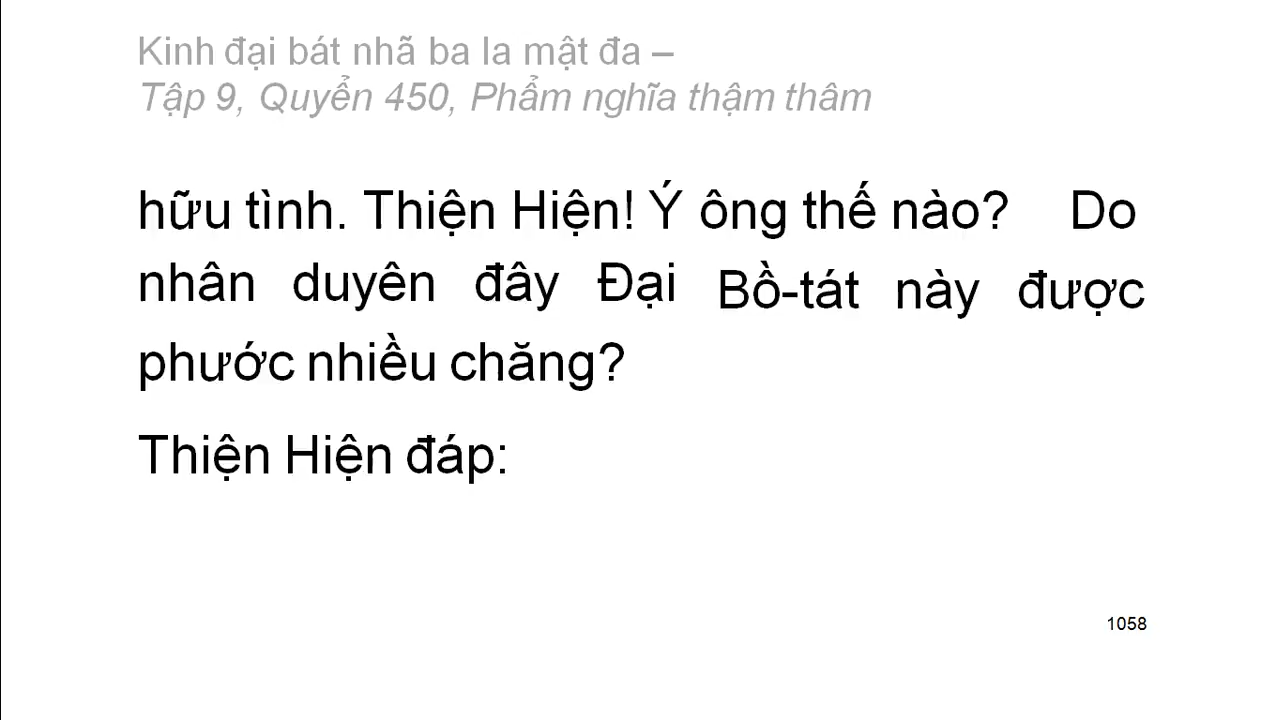 Kinh đại bát nhã ba la mật đa –
Tập 9, Quyển 450, Phẩm nghĩa thậm thâm
hữu tình. Thiện Hiện! Ý ông thế nào? Do
nhân duyên đây Đại Bồ-tát này được
phước nhiều chăng?
Thiện Hiện đáp:
1058